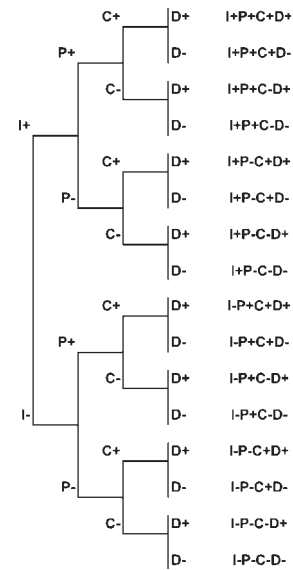 C+ D+ I+P+C+D+
P+ D- I+P+C+D-
C- D+ I+P+C-D+
I+ D- I+P+C-D-
C+ D+ I+P-C+D+
P- D- I+P-C+D-
C- D+ I+P-C-D+
D- I+P-C-D-
C+ D+ I-P+C+D+
P+ D- I-P+C+D-
C- D+ I-P+C-D+
I- D- I-P+C-D-
C+ D+ I-P-C+D+
P- D- I-P-C+D-
C- D+ I-P-C-D+
D- I-P-C-D-